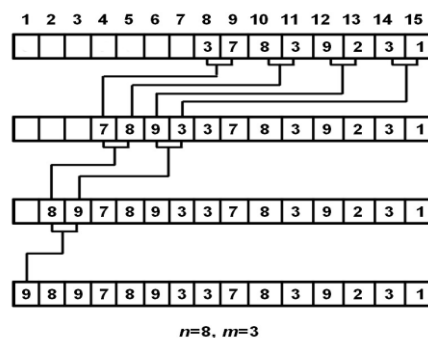 1 2 3 4 5 6 7 8 9 10 11 12 13 14 15
3 7 8 3 9 2 3 1
7 8 9 3 3 7 8 3 9 2 3 1
8 9 7 8 9 3 3 7 8 3 9 2 3 1
9 8 9 7 8 9 3 3 7 8 3 9 2 3 1
n=8, m=3